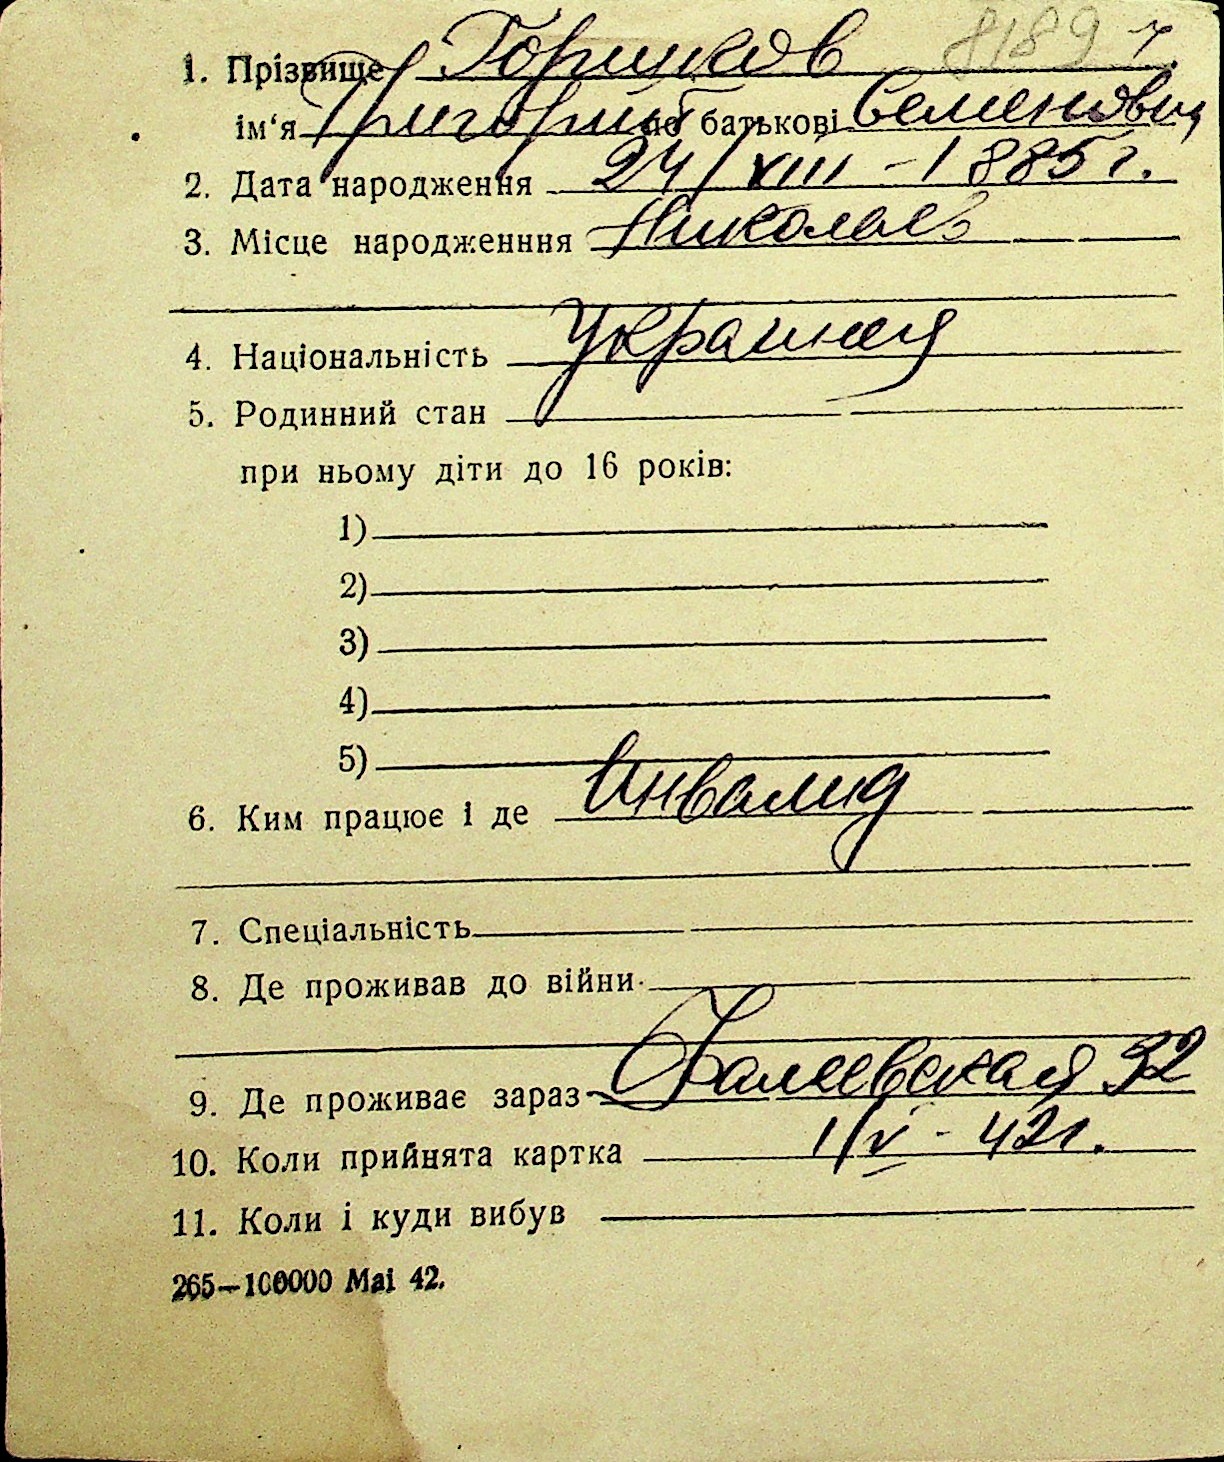 1. Прізвище Горшков 8189 7.
ім‘я Григорий по батькові Семенович
2. Дата народження 24/VIII - 1885 г.
3. Місце народженння Николаев
4. Національність Украинец
5. Родинний стан
при ньому діти до 16 років:
1)
2)
3)
4)
5)
6. Ким працює і де Инвалид
7. Спеціальність
8. Де проживав до війни
9. Де проживає зараз Фалеевская 32
10. Коли прийнята картка 1/V - 42 г.
11. Коли і куди вибув
265—100000 Mai 42.